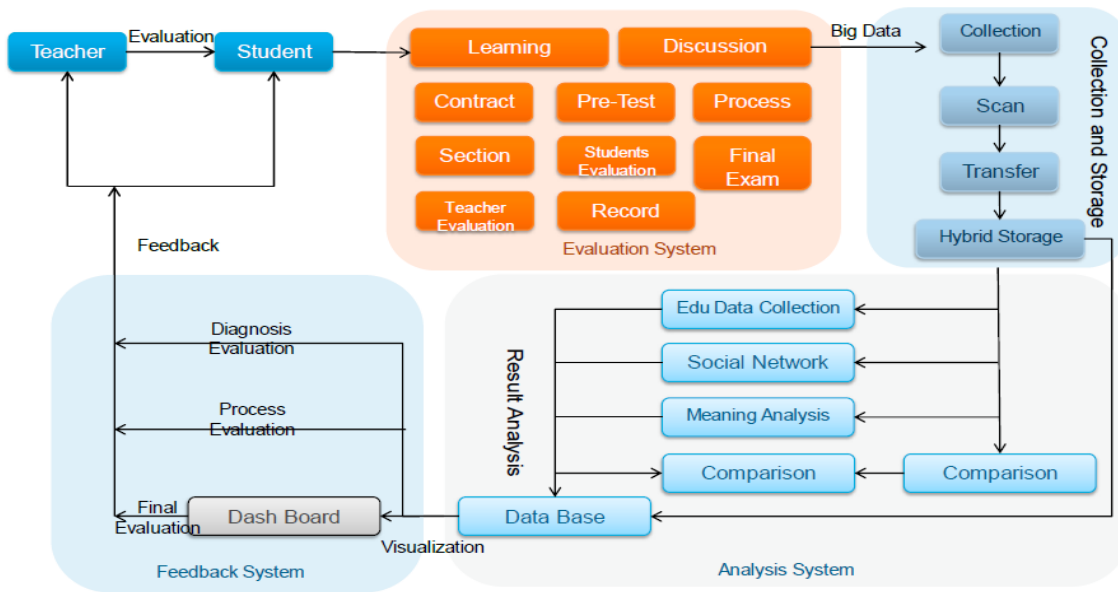 Teacher
Evaluation
Student
Learning
Discussion
Contract
Pre-Test
Process
Section
Students
Evaluation
Final
Exam
Teacher
Evaluation
Record
Evaluation System
Big Data
Collection
Scan
Transfer
Hybrid Storage
Collection and Storage
Feedback
Diagnosis
Evaluation
Process
Evaluation
Final
Evaluation
Dash Board
Visualization
Feedback System
Result Analysis
Edu Data Collection
Social Network
Meaning Analysis
Comparison
Comparison
Data Base
Analysis System